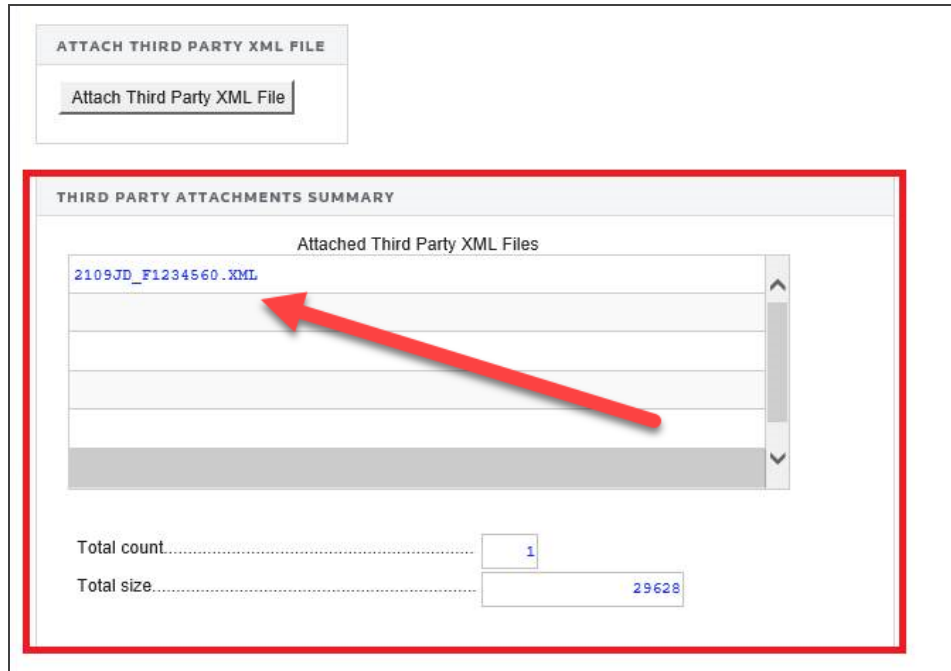 ATTACH THIRD PARTY XML FILE
Attach Third Party XML File
THIRD PARTY ATTACHMENTS SUMMARY
Attached Third Party XML Files
2109JD_F1234560.XML
Total count................................................................ 1
Total size.................................................................. 29628